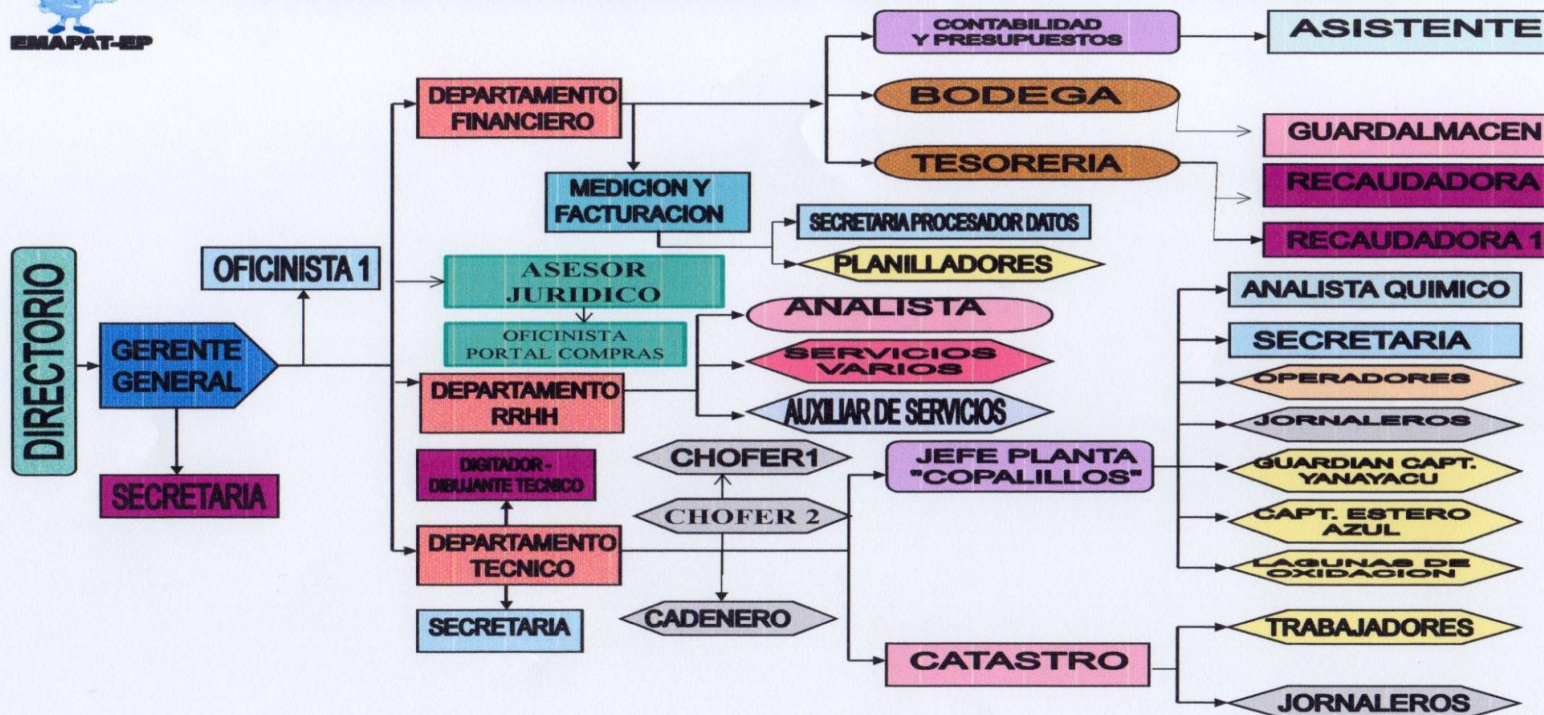 EMAPAT-EP
DIRECTORIO
GERENTE
GENERAL
SECRETARIA
OFICINISTA 1
DEPARTAMENTO
FINANCIERO
MEDICION Y
FACTURACION
SECRETARIA PROCESADOR DATOS
PLANILLADORES
CONTABILIDAD
Y PRESUPUESTOS
ASISTENTE
BODEGA
GUARDALMACEN
TESORERIA
RECAUDADORA
RECAUDADORA 1
ASESOR
JURIDICO
OFICINISTA
PORTAL COMPRAS
DEPARTAMENTO
RRHH
ANALISTA
SERVICIOS
VARIOS
AUXILIAR DE SERVICIOS
DIGITADOR -
DIBUJANTE TECNICO
DEPARTAMENTO
TECNICO
SECRETARIA
CHOFER1
CHOFER 2
CADENERO
JEFE PLANTA
"COPALILLOS"
ANALISTA QUIMICO
SECRETARIA
OPERADORES
JORNALEROS
GUARDIAN CAPT.
YANAYACU
CAPT. ESTERO
AZUL
LAGUNAS DE
OXIDACION
CATASTRO
TRABAJADORES
JORNALEROS